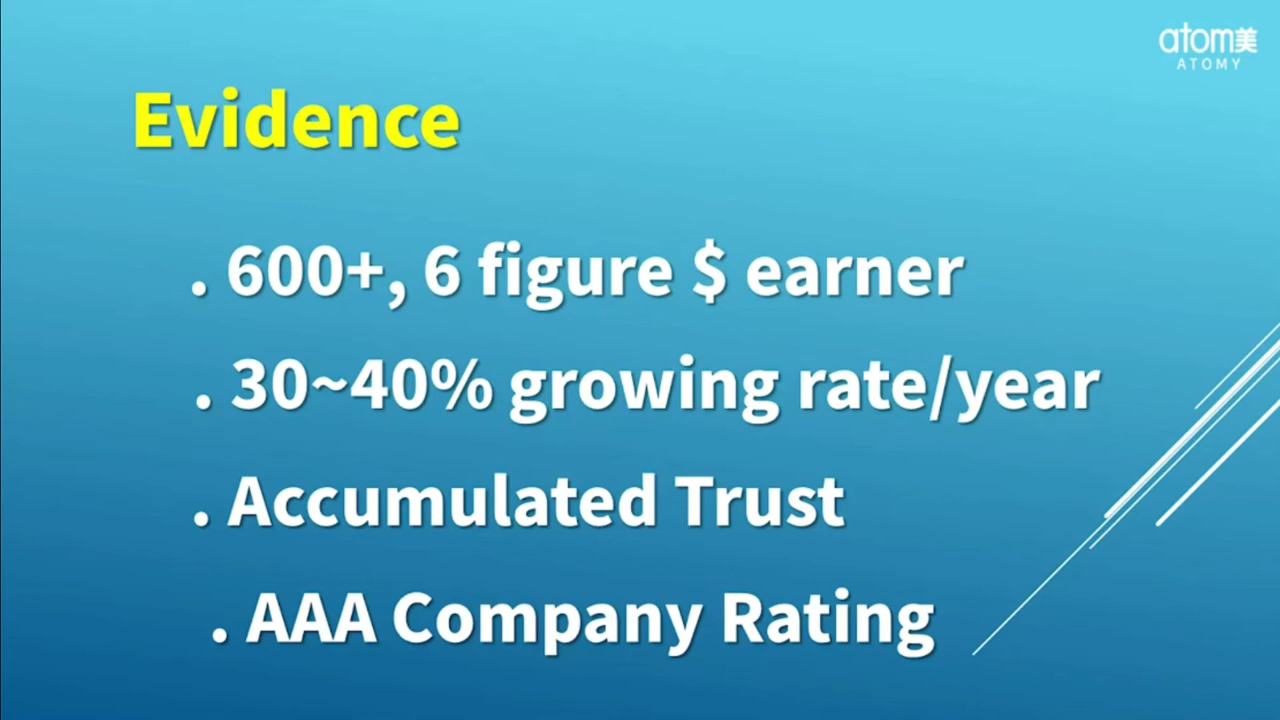 atom美
ATOMY
Evidence
. 600+, 6 figure $ earner
. 30~40% growing rate/year
. Accumulated Trust
. AAA Company Rating